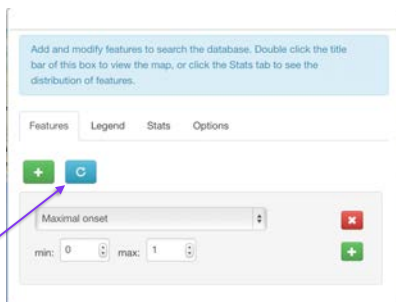 Add and modify features to search the database. Double click the title
bar of this box to view the map, or click the Stats tab to see the
distribution of features.
Features Legend Stats Options
Maximal onset
min: 0 max: 1